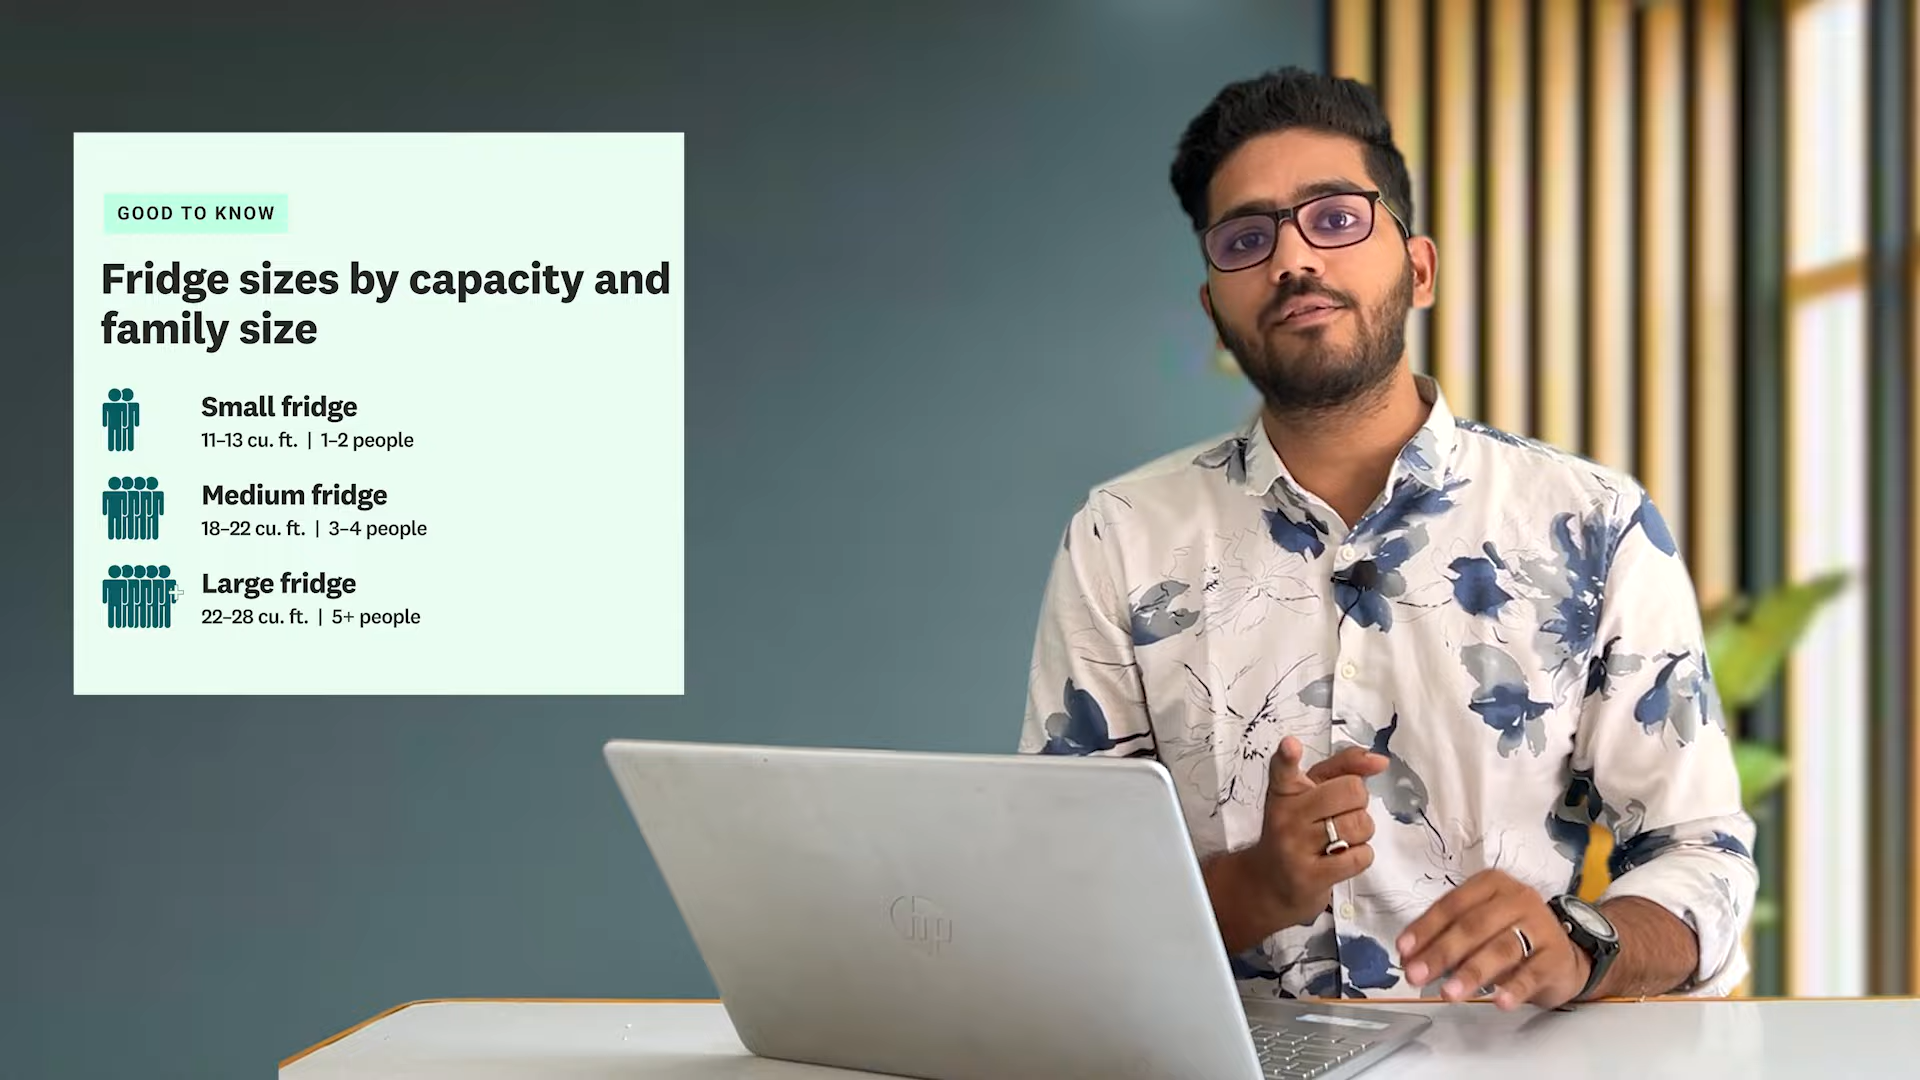 GOOD TO KNOW
Fridge sizes by capacity and
family size
Small fridge
11–13 cu. ft. | 1–2 people
Medium fridge
18–22 cu. ft. | 3–4 people
Large fridge
22–28 cu. ft. | 5+ people
hp